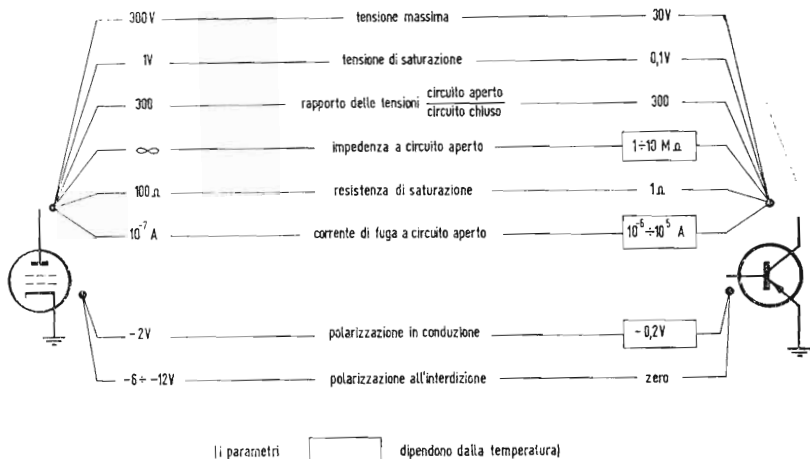 300V tensione massima 30V
1V tensione di saturazione 0,1V
300 rapporto delle tensioni circuito aperto / circuito chiuso 300
∞ impedenza a circuito aperto 1÷10 MΩ
100Ω resistenza di saturazione 1Ω
10⁻⁷ A corrente di fuga a circuito aperto 10⁻⁶÷10⁵ A
-2V polarizzazione in conduzione -0,2V
-6÷-12V polarizzazione all'interdizione zero
(i parametri dipendono dalla temperatura)